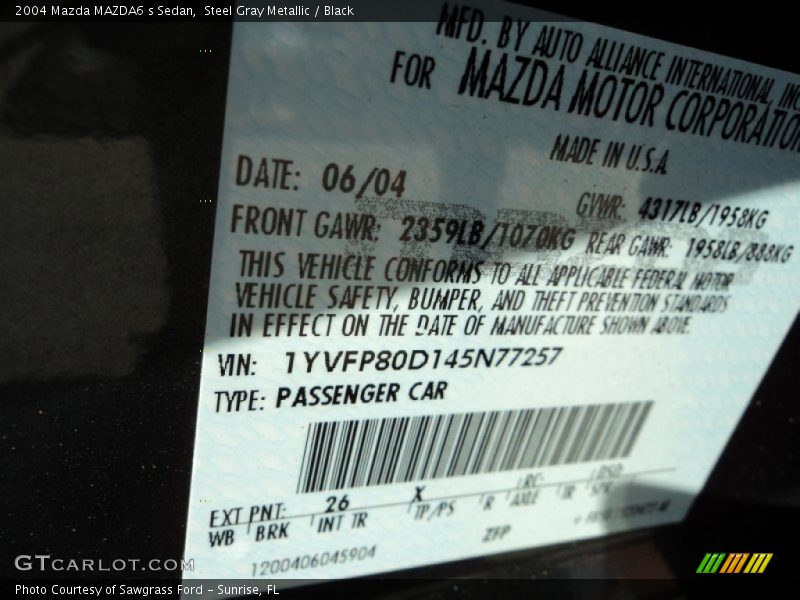 2004 Mazda MAZDA6 s Sedan, Steel Gray Metallic / Black
MFD. BY AUTO ALLIANCE INTERNATIONAL, INC
FOR MAZDA MOTOR CORPORATION
MADE IN U.S.A.
DATE: 06/04
GVWR: 4317LB/1958KG
FRONT GAWR: 2359LB/1070KG REAR GAWR: 1958LB/888KG
THIS VEHICLE CONFORMS TO ALL APPLICABLE FEDERAL MOTOR
VEHICLE SAFETY, BUMPER, AND THEFT PREVENTION STANDARDS
IN EFFECT ON THE DATE OF MANUFACTURE SHOWN ABOVE.
VIN: 1YVFP80D145N77257
TYPE: PASSENGER CAR
EXT PNT: 26 X RC: DSO:
WB BRK INT TR TP/PS R AXLE TR SPR
ZFP
1200406045904
GTCARLOT.COM
Photo Courtesy of Sawgrass Ford - Sunrise, FL